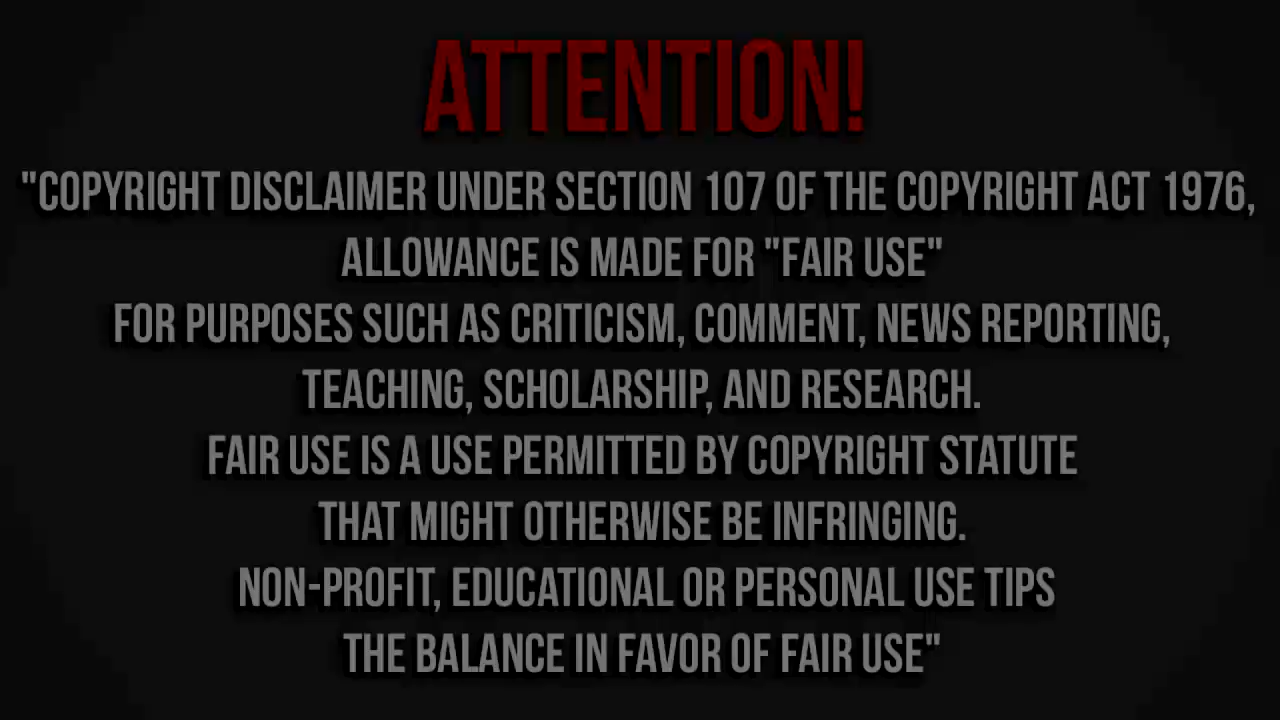 ATTENTION!
"COPYRIGHT DISCLAIMER UNDER SECTION 107 OF THE COPYRIGHT ACT 1976,
ALLOWANCE IS MADE FOR "FAIR USE"
FOR PURPOSES SUCH AS CRITICISM, COMMENT, NEWS REPORTING,
TEACHING, SCHOLARSHIP, AND RESEARCH.
FAIR USE IS A USE PERMITTED BY COPYRIGHT STATUTE
THAT MIGHT OTHERWISE BE INFRINGING.
NON-PROFIT, EDUCATIONAL OR PERSONAL USE TIPS
THE BALANCE IN FAVOR OF FAIR USE"